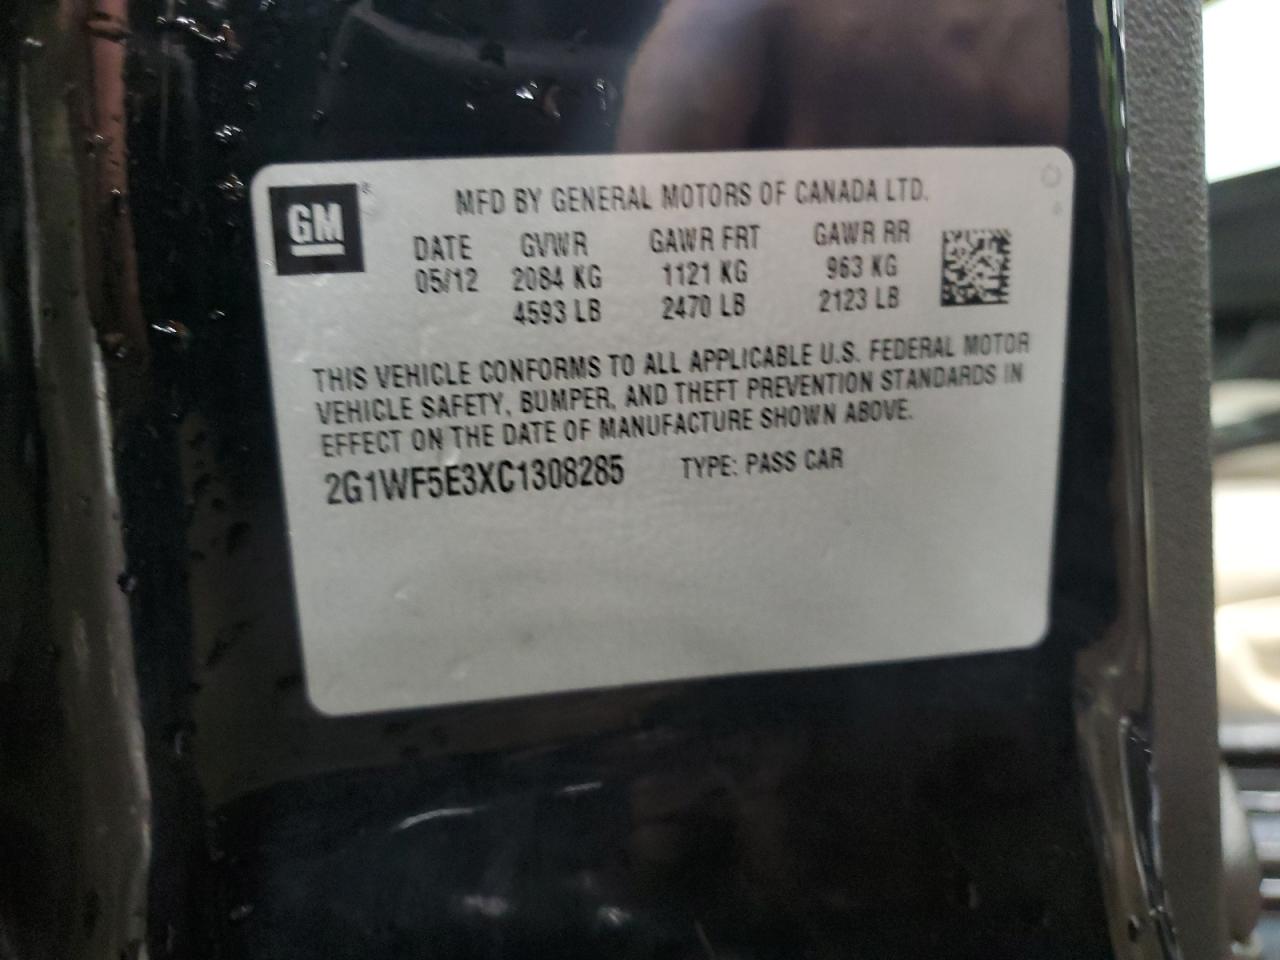 GM
MFD BY GENERAL MOTORS OF CANADA LTD.
DATE GVWR GAWR FRT GAWR RR
05/12 2084 KG 1121 KG 963 KG
4593 LB 2470 LB 2123 LB
THIS VEHICLE CONFORMS TO ALL APPLICABLE U.S. FEDERAL MOTOR
VEHICLE SAFETY, BUMPER, AND THEFT PREVENTION STANDARDS IN
EFFECT ON THE DATE OF MANUFACTURE SHOWN ABOVE.
2G1WF5E3XC1308285 TYPE: PASS CAR